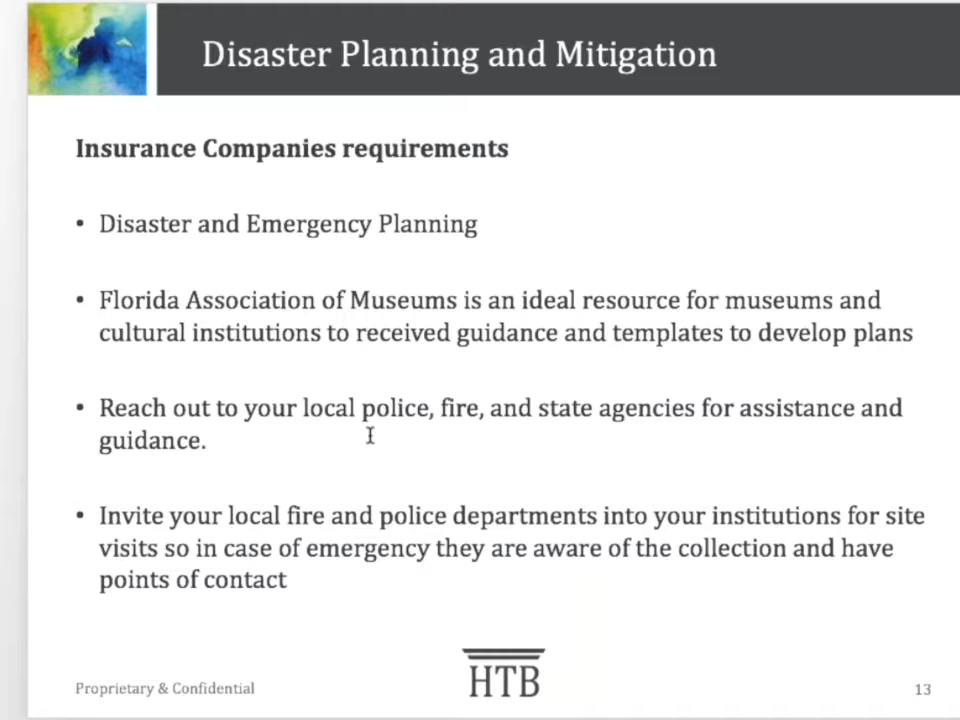 Disaster Planning and Mitigation
Insurance Companies requirements
• Disaster and Emergency Planning
• Florida Association of Museums is an ideal resource for museums and
cultural institutions to received guidance and templates to develop plans
• Reach out to your local police, fire, and state agencies for assistance and
guidance.
• Invite your local fire and police departments into your institutions for site
visits so in case of emergency they are aware of the collection and have
points of contact
HTB
Proprietary & Confidential
13